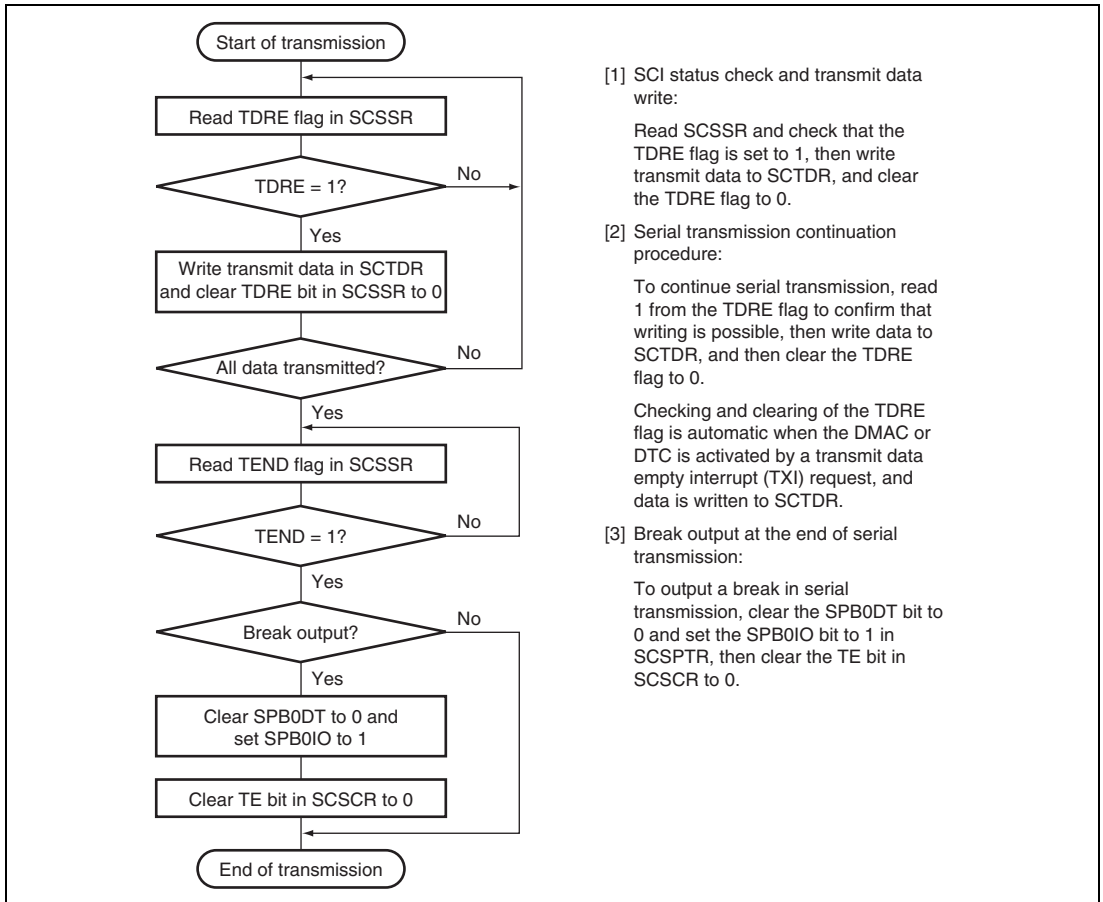 Start of transmission
Read TDRE flag in SCSSR
TDRE = 1?
No
Yes
Write transmit data in SCTDR
and clear TDRE bit in SCSSR to 0
All data transmitted?
No
Yes
Read TEND flag in SCSSR
TEND = 1?
No
Yes
Break output?
No
Yes
Clear SPB0DT to 0 and
set SPB0IO to 1
Clear TE bit in SCSCR to 0
End of transmission
[1] SCI status check and transmit data
write:
Read SCSSR and check that the
TDRE flag is set to 1, then write
transmit data to SCTDR, and clear
the TDRE flag to 0.
[2] Serial transmission continuation
procedure:
To continue serial transmission, read
1 from the TDRE flag to confirm that
writing is possible, then write data to
SCTDR, and then clear the TDRE
flag to 0.
Checking and clearing of the TDRE
flag is automatic when the DMAC or
DTC is activated by a transmit data
empty interrupt (TXI) request, and
data is written to SCTDR.
[3] Break output at the end of serial
transmission:
To output a break in serial
transmission, clear the SPB0DT bit to
0 and set the SPB0IO bit to 1 in
SCSPTR, then clear the TE bit in
SCSCR to 0.